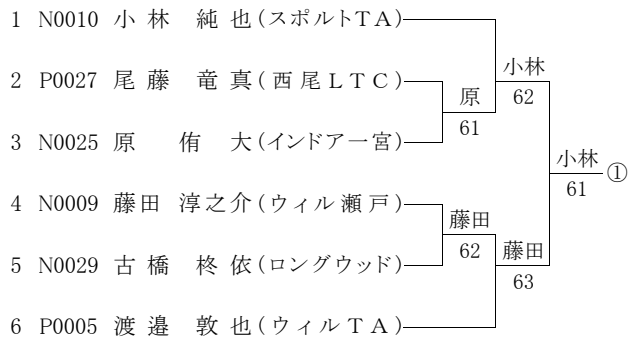 1 N0010 小林 純也(スポルトTA)
小林
2 P0027 尾藤 竜真(西尾LTC)
原
62
61
3 N0025 原 侑大(インドアー宮)
小林
①
61
4 N0009 藤田 淳之介(ウィル瀬戸)
藤田
62
藤田
5 N0029 古橋 柊依(ロングウッド)
63
6 P0005 渡邉 敦也(ウィルTA)